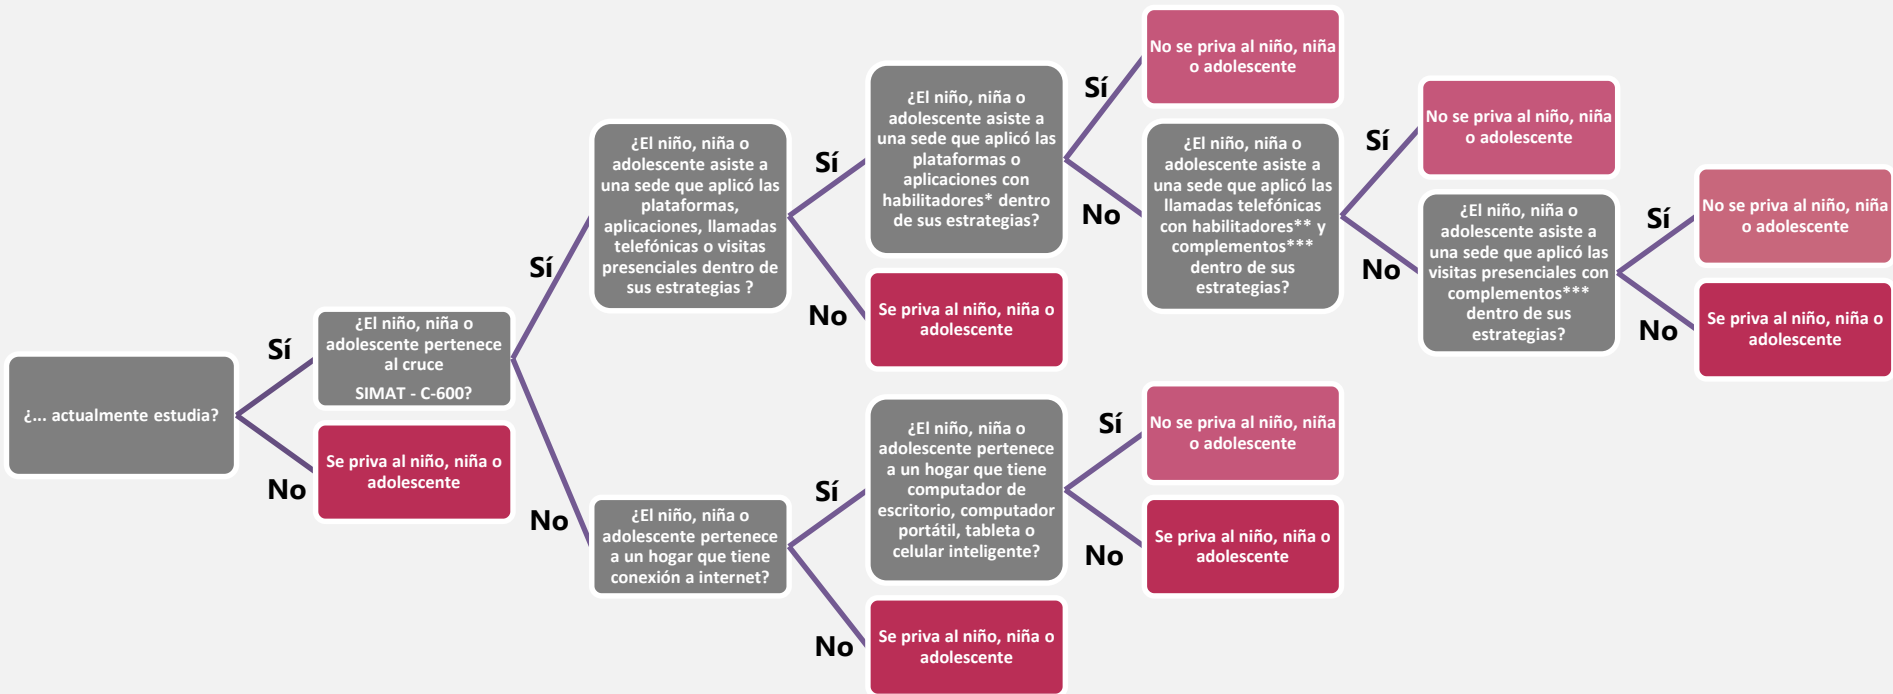 ¿... actualmente estudia?
Sí
No
¿El niño, niña o
adolescente pertenece
al cruce
SIMAT - C-600?
Se priva al niño, niña o
adolescente
Sí
No
¿El niño, niña o
adolescente asiste a
una sede que aplicó las
plataformas,
aplicaciones, llamadas
telefónicas o visitas
presenciales dentro de
sus estrategias ?
¿El niño, niña o
adolescente pertenece
a un hogar que tiene
conexión a internet?
Sí
No
¿El niño, niña o
adolescente asiste a
una sede que aplicó las
plataformas o
aplicaciones con
habilitadores* dentro
de sus estrategias?
Se priva al niño, niña o
adolescente
Sí
No
¿El niño, niña o
adolescente pertenece
a un hogar que tiene
computador de
escritorio, computador
portátil, tableta o
celular inteligente?
Se priva al niño, niña o
adolescente
Sí
No
No se priva al niño, niña
o adolescente
¿El niño, niña o
adolescente asiste a
una sede que aplicó las
llamadas telefónicas
con habilitadores** y
complementos***
dentro de sus
estrategias?
Sí
No
No se priva al niño, niña
o adolescente
Se priva al niño, niña o
adolescente
Sí
No
No se priva al niño, niña
o adolescente
¿El niño, niña o
adolescente asiste a
una sede que aplicó las
visitas presenciales con
complementos***
dentro de sus
estrategias?
Sí
No
No se priva al niño, niña
o adolescente
Se priva al niño, niña o
adolescente